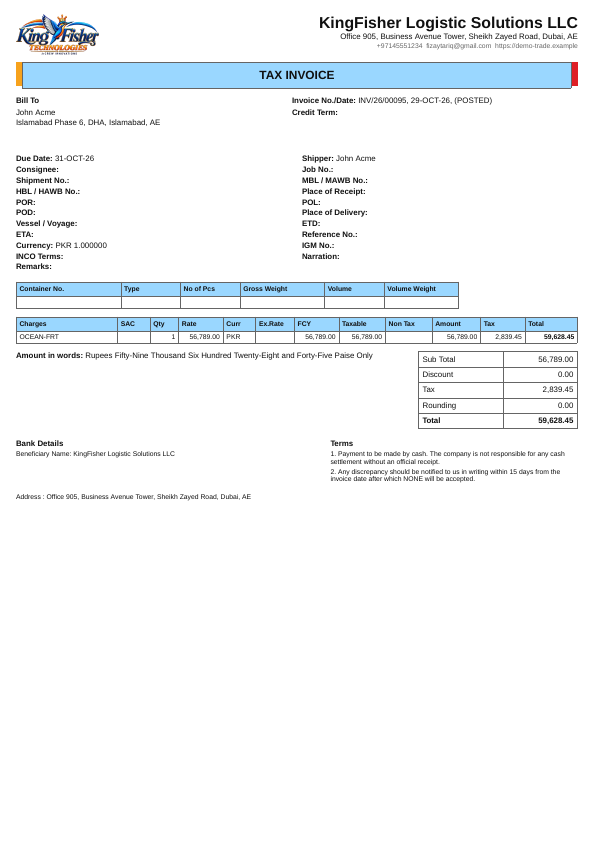 King Fisher
TECHNOLOGIES
KingFisher Logistic Solutions LLC
Office 905, Business Avenue Tower, Sheikh Zayed Road, Dubai, AE
+97145551234 fizaytariq@gmail.com https://demo-trade.example
TAX INVOICE
Bill To
John Acme
Islamabad Phase 6, DHA, Islamabad, AE
Invoice No./Date: INV/26/00095, 29-OCT-26, (POSTED)
Credit Term:
Due Date: 31-OCT-26
Shipper: John Acme
Consignee:
Job No.:
Shipment No.:
MBL / MAWB No.:
HBL / HAWB No.:
Place of Receipt:
POR:
POL:
POD:
Place of Delivery:
Vessel / Voyage:
ETD:
ETA:
Reference No.:
Currency: PKR 1.000000
IGM No.:
INCO Terms:
Narration:
Remarks:
Container No. Type No of Pcs Gross Weight Volume Volume Weight
Charges SAC Qty Rate Curr Ex.Rate FCY Taxable Non Tax Amount Tax Total
OCEAN-FRT 1 56,789.00 PKR 56,789.00 56,789.00 56,789.00 2,839.45 59,628.45
Amount in words: Rupees Fifty-Nine Thousand Six Hundred Twenty-Eight and Forty-Five Paise Only
Sub Total 56,789.00
Discount 0.00
Tax 2,839.45
Rounding 0.00
Total 59,628.45
Bank Details
Beneficiary Name: KingFisher Logistic Solutions LLC
Address : Office 905, Business Avenue Tower, Sheikh Zayed Road, Dubai, AE
Terms
1. Payment to be made by cash. The company is not responsible for any cash
settlement without an official receipt.
2. Any discrepancy should be notified to us in writing within 15 days from the
invoice date after which NONE will be accepted.